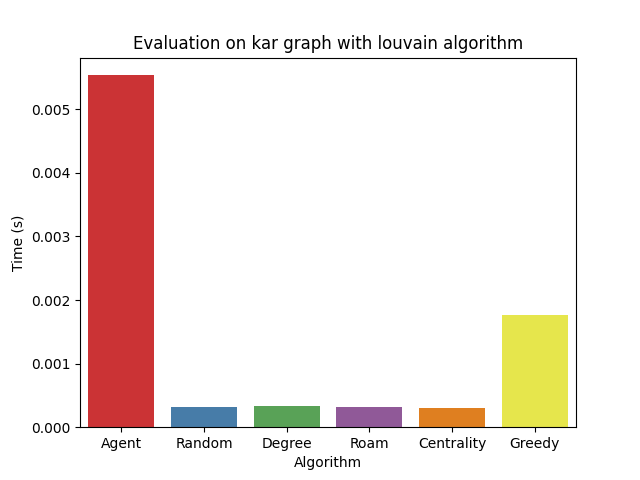 Evaluation on kar graph with louvain algorithm
0.005
0.004
0.003
0.002
0.001
0.000
Time (s)
Agent Random Degree Roam Centrality Greedy
Algorithm